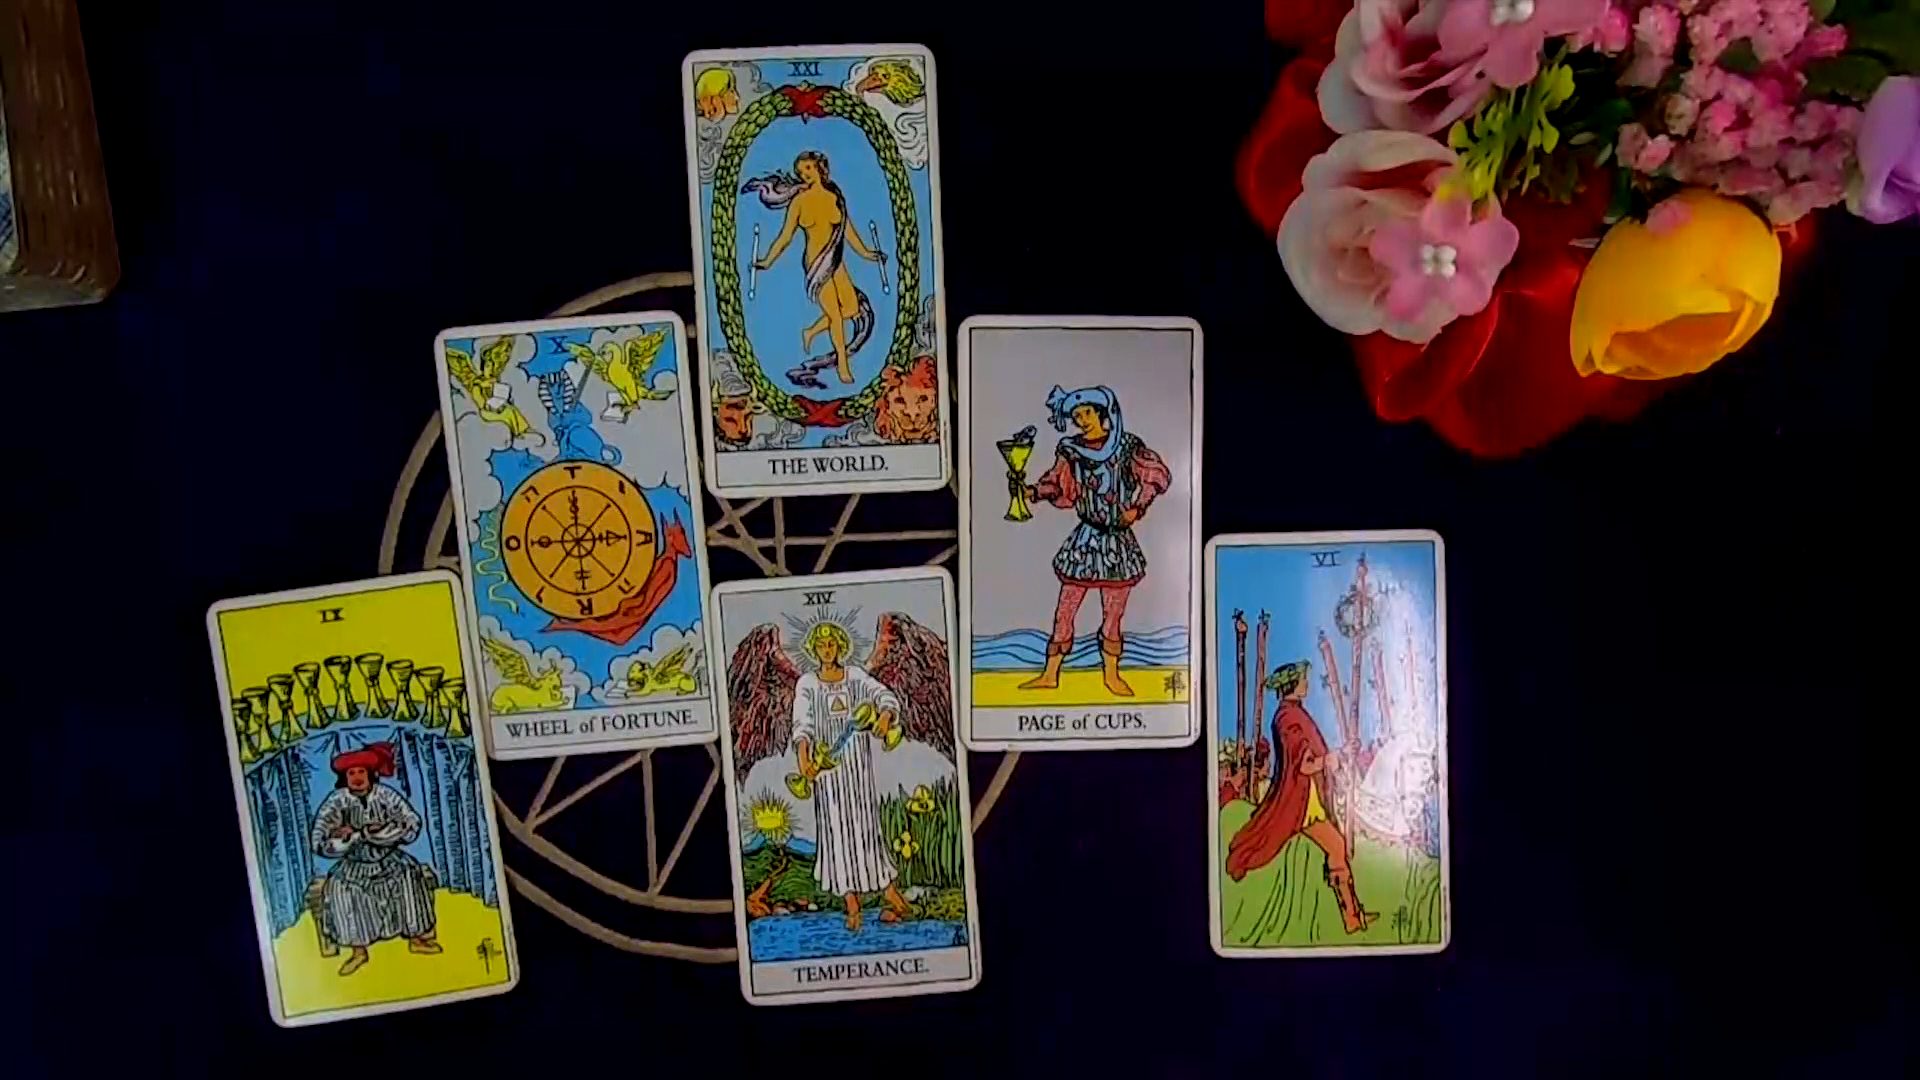 XXI
THE WORLD.
X
T
A
R
O
WHEEL of FORTUNE.
PAGE of CUPS.
VI
IX
XIV
TEMPERANCE.